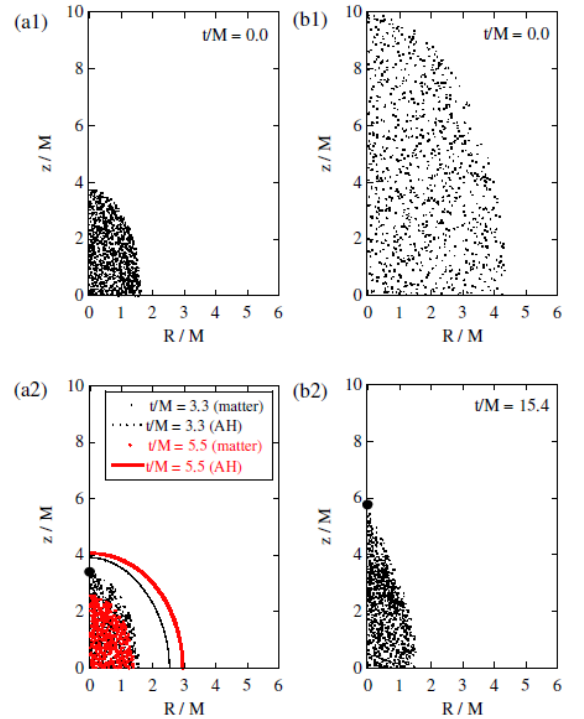 (a1)
t/M = 0.0
10
8
6
4
2
0
z / M
0 1 2 3 4 5 6
R / M
(b1)
t/M = 0.0
10
8
6
4
2
0
z / M
0 1 2 3 4 5 6
R / M
(a2)
t/M = 3.3 (matter)
t/M = 3.3 (AH)
t/M = 5.5 (matter)
t/M = 5.5 (AH)
10
8
6
4
2
0
z / M
0 1 2 3 4 5 6
R / M
(b2)
t/M = 15.4
10
8
6
4
2
0
z / M
0 1 2 3 4 5 6
R / M